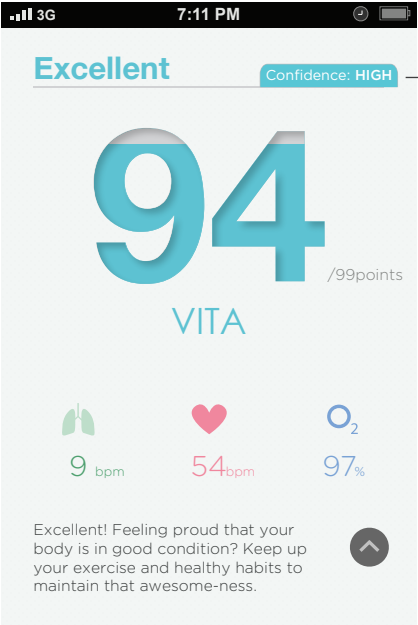 3G 7:11 PM
Excellent
Confidence: HIGH
94
/99points
VITA
O2
9 bpm 54bpm 97%
Excellent! Feeling proud that your
body is in good condition? Keep up
your exercise and healthy habits to
maintain that awesome-ness.